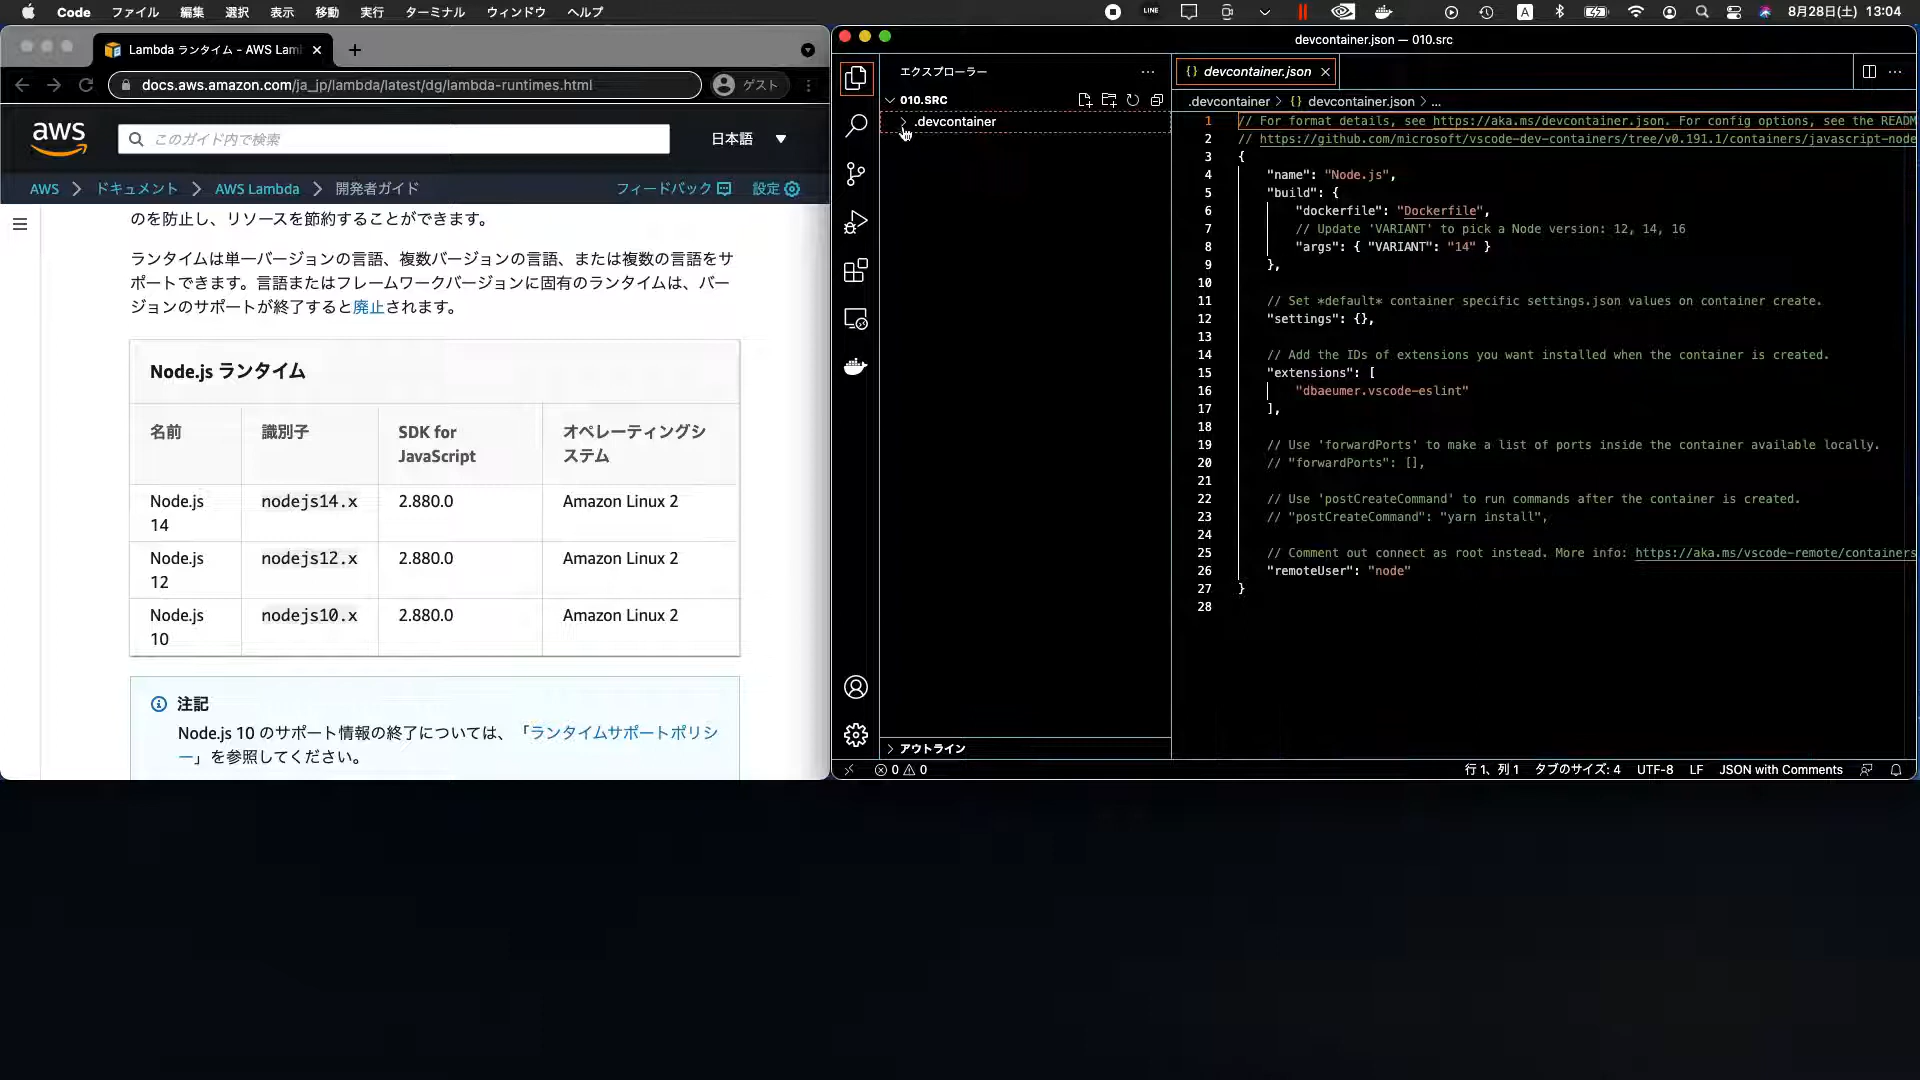 Code ファイル 編集 選択 表示 移動 実行 ターミナル ウィンドウ ヘルプ LINE A 8月28日(土) 13:04
Lambda ランタイム - AWS Lam
docs.aws.amazon.com/ja_jp/lambda/latest/dg/lambda-runtimes.html ゲスト
aws このガイド内で検索 日本語
AWS ドキュメント AWS Lambda 開発者ガイド フィードバック 設定
のを防止し、リソースを節約することができます。
ランタイムは単一バージョンの言語、複数バージョンの言語、または複数の言語をサ
ポートできます。言語またはフレームワークバージョンに固有のランタイムは、バー
ジョンのサポートが終了すると廃止されます。
Node.js ランタイム
名前 識別子 SDK for JavaScript オペレーティングシステム
Node.js 14 nodejs14.x 2.880.0 Amazon Linux 2
Node.js 12 nodejs12.x 2.880.0 Amazon Linux 2
Node.js 10 nodejs10.x 2.880.0 Amazon Linux 2
注記
Node.js 10 のサポート情報の終了については、「ランタイムサポートポリシ
ー」を参照してください。
devcontainer.json — 010.src
エクスプローラー
010.SRC
.devcontainer
アウトライン
{} devcontainer.json
.devcontainer > {} devcontainer.json > ...
1 // For format details, see https://aka.ms/devcontainer.json. For config options, see the READM
2 // https://github.com/microsoft/vscode-dev-containers/tree/v0.191.1/containers/javascript-node
3 {
4 "name": "Node.js",
5 "build": {
6 "dockerfile": "Dockerfile",
7 // Update 'VARIANT' to pick a Node version: 12, 14, 16
8 "args": { "VARIANT": "14" }
9 },
10
11 // Set *default* container specific settings.json values on container create.
12 "settings": {},
13
14 // Add the IDs of extensions you want installed when the container is created.
15 "extensions": [
16 "dbaeumer.vscode-eslint"
17 ],
18
19 // Use 'forwardPorts' to make a list of ports inside the container available locally.
20 // "forwardPorts": [],
21
22 // Use 'postCreateCommand' to run commands after the container is created.
23 // "postCreateCommand": "yarn install",
24
25 // Comment out connect as root instead. More info: https://aka.ms/vscode-remote/containers
26 "remoteUser": "node"
27 }
28
0 0 行 1、列 1 タブのサイズ: 4 UTF-8 LF JSON with Comments